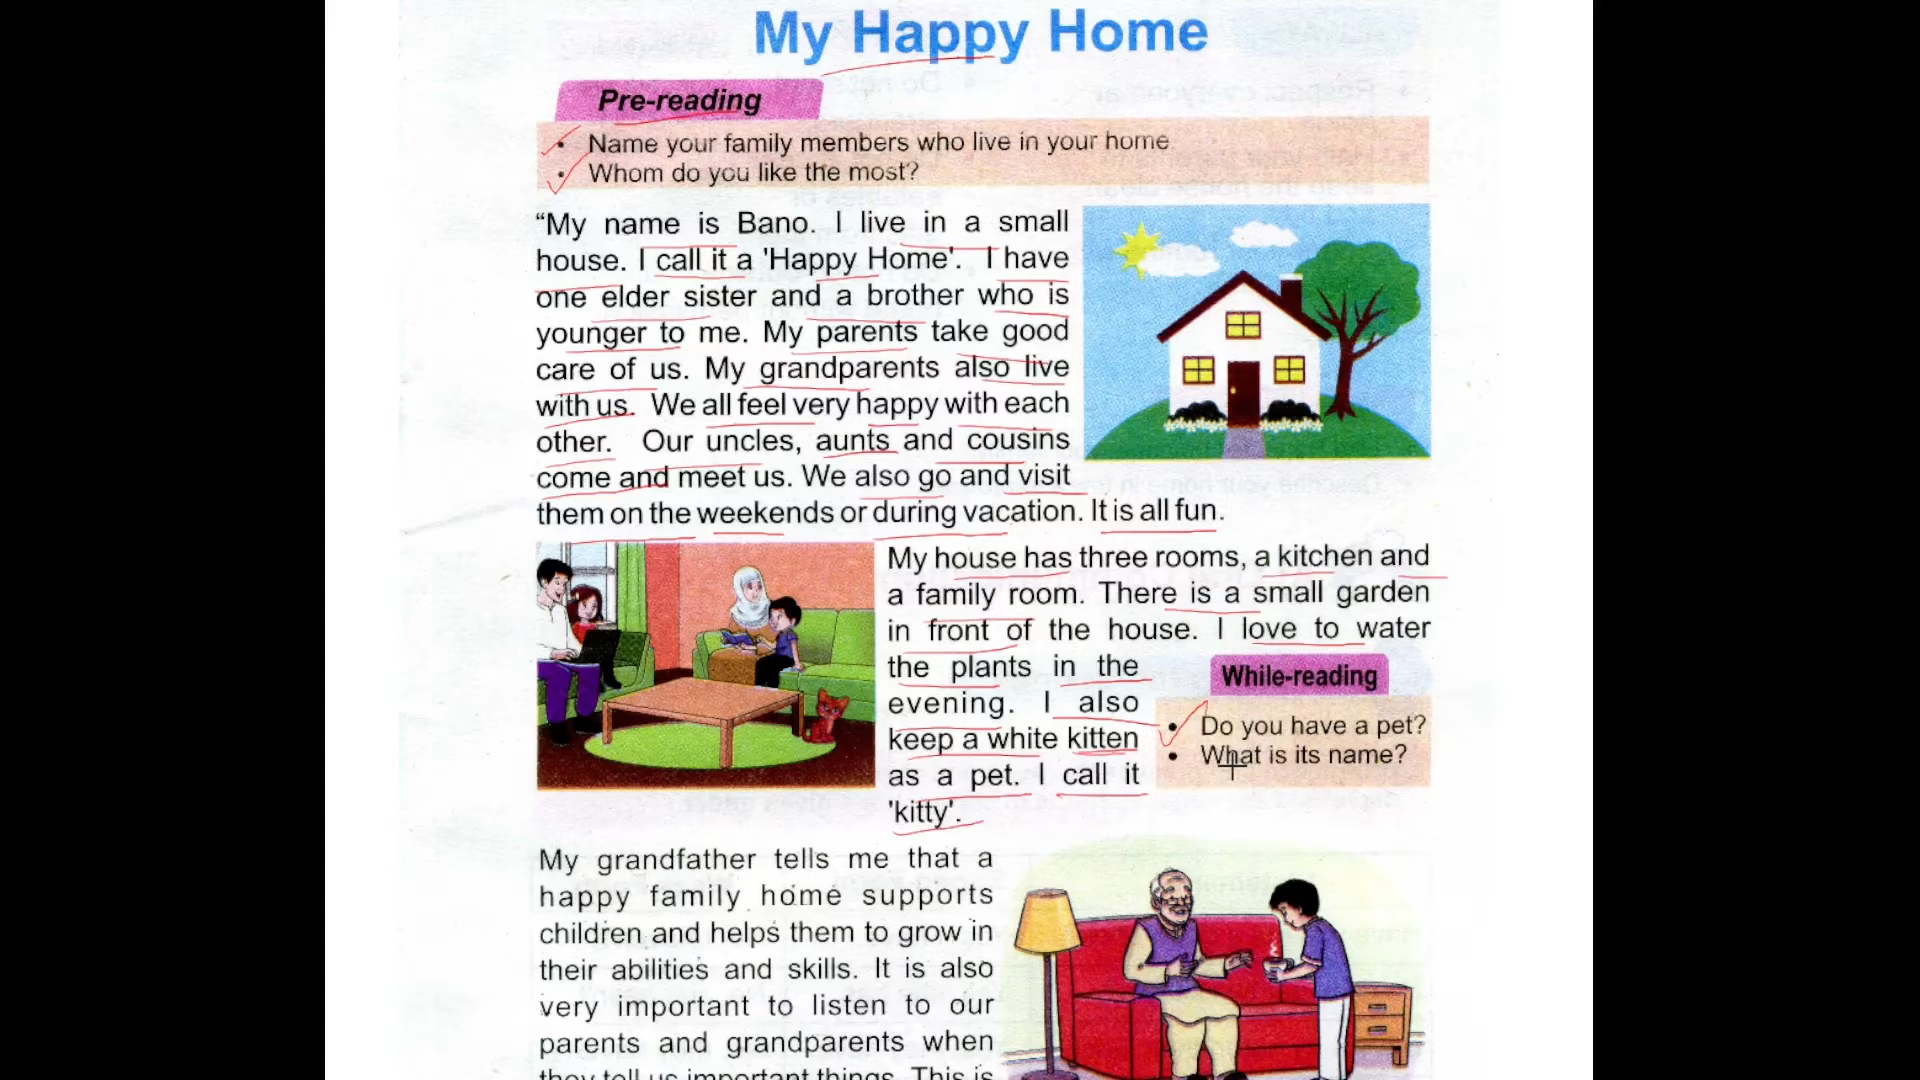 My Happy Home
Pre-reading
• Name your family members who live in your home
• Whom do you like the most?
“My name is Bano. I live in a small
house. I call it a 'Happy Home'. I have
one elder sister and a brother who is
younger to me. My parents take good
care of us. My grandparents also live
with us. We all feel very happy with each
other. Our uncles, aunts and cousins
come and meet us. We also go and visit
them on the weekends or during vacation. It is all fun.
My house has three rooms, a kitchen and
a family room. There is a small garden
in front of the house. I love to water
the plants in the
evening. I also
keep a white kitten
as a pet. I call it
'kitty'.
While-reading
• Do you have a pet?
• What is its name?
My grandfather tells me that a
happy family home supports
children and helps them to grow in
their abilities and skills. It is also
very important to listen to our
parents and grandparents when
they tell us important things. This is